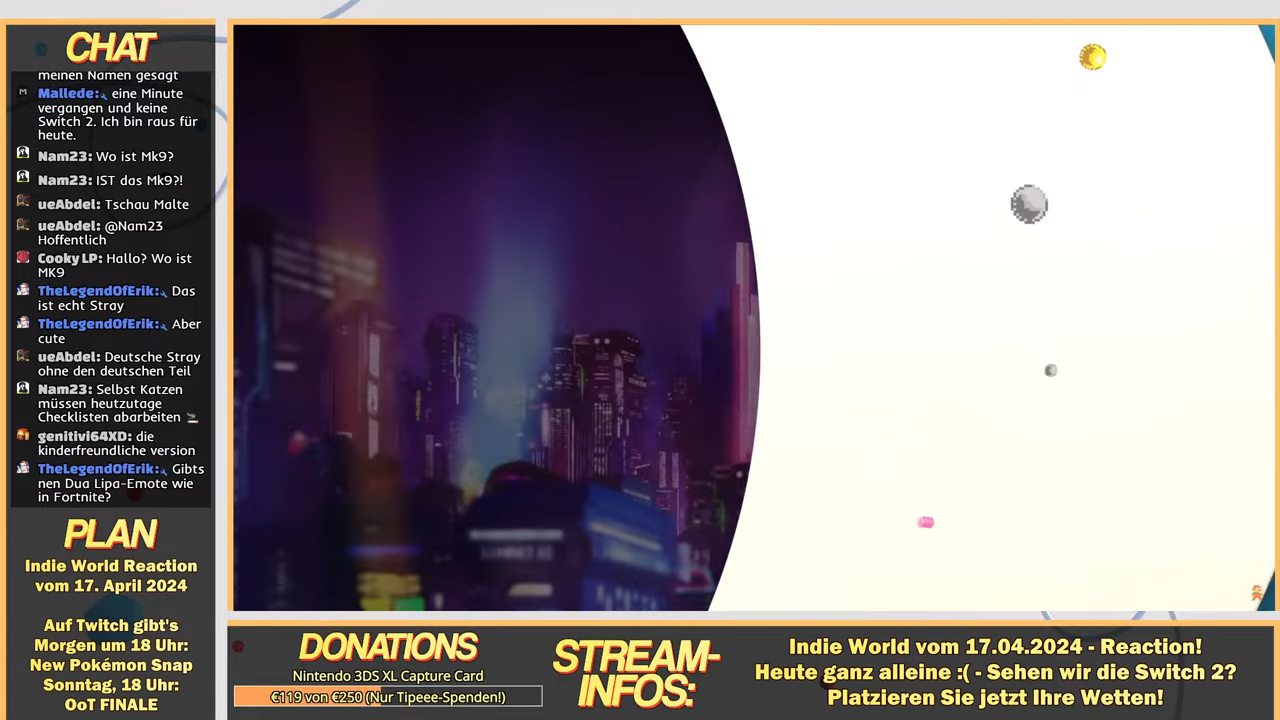 CHAT
meinen Namen gesagt
Mallede: eine Minute
vergangen und keine
Switch 2. Ich bin raus für
heute.
Nam23: Wo ist Mk9?
Nam23: IST das Mk9?!
ueAbdel: Tschau Malte
ueAbdel: @Nam23
Hoffentlich
Cooky LP: Hallo? Wo ist
MK9
TheLegendOfErik: Das
ist echt Stray
TheLegendOfErik: Aber
cute
ueAbdel: Deutsche Stray
ohne den deutschen Teil
Nam23: Selbst Katzen
müssen heutzutage
Checklisten abarbeiten
genitivi64XD: die
kinderfreundliche version
TheLegendOfErik: Gibts
nen Dua Lipa-Emote wie
in Fortnite?
PLAN
Indie World Reaction
vom 17. April 2024
Auf Twitch gibt's
Morgen um 18 Uhr:
New Pokémon Snap
Sonntag, 18 Uhr:
OoT FINALE
DONATIONS
Nintendo 3DS XL Capture Card
€119 von €250 (Nur Tipeee-Spenden!)
STREAM-
INFOS:
Indie World vom 17.04.2024 - Reaction!
Heute ganz alleine :( - Sehen wir die Switch 2?
Platzieren Sie jetzt Ihre Wetten!